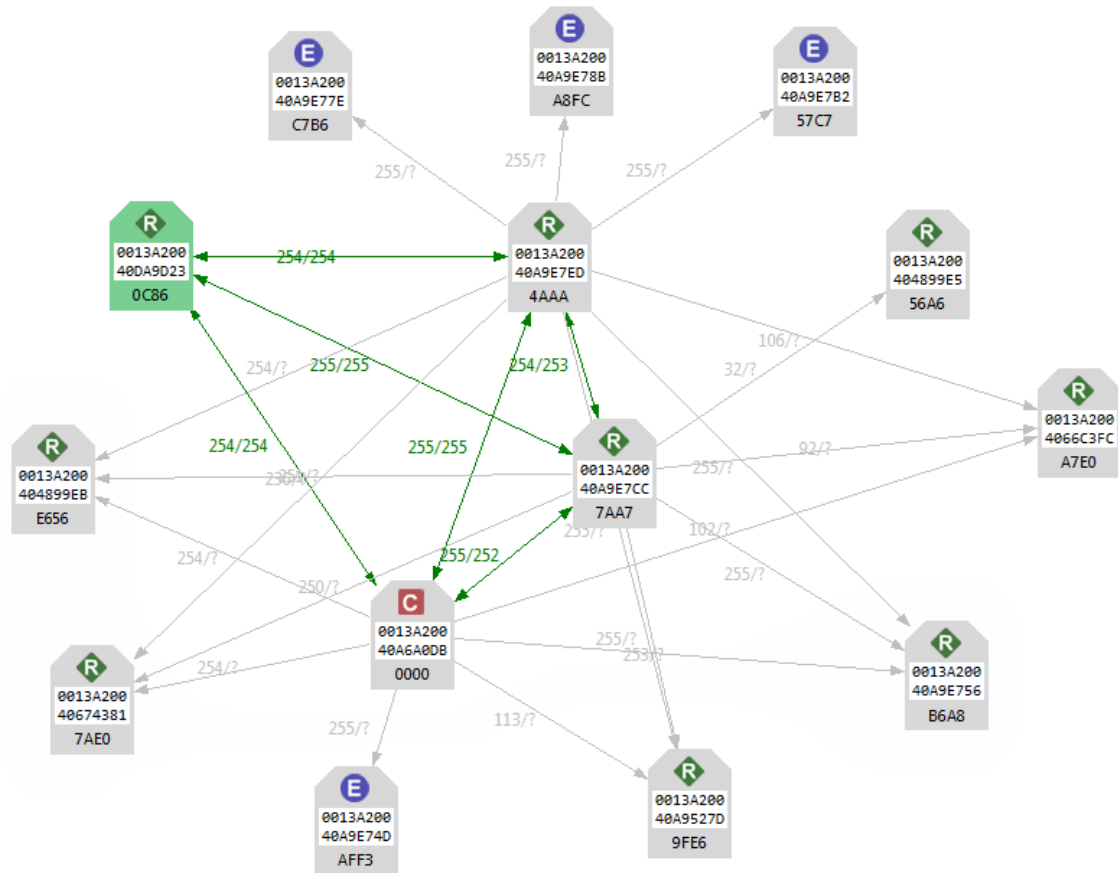 E
0013A200
40A9E77E
C7B6
E
0013A200
40A9E78B
A8FC
E
0013A200
40A9E7B2
57C7
255/?
255/?
255/?
R
0013A200
40DA9D23
0C86
R
0013A200
40A9E7ED
4AAA
R
0013A200
404899E5
56A6
254/254
106/?
254/?
255/255
254/253
32/?
R
0013A200
4066C3FC
A7E0
R
0013A200
404899EB
E656
R
0013A200
40A9E7CC
7AA7
254/254
255/255
92/?
255/?
102/?
254/?
255/252
255/?
250/?
C
0013A200
40A6A0DB
0000
255/?
253/?
R
0013A200
40A9E756
B6A8
R
0013A200
40674381
7AE0
254/?
255/?
113/?
E
0013A200
40A9E74D
AFF3
R
0013A200
40A9527D
9FE6